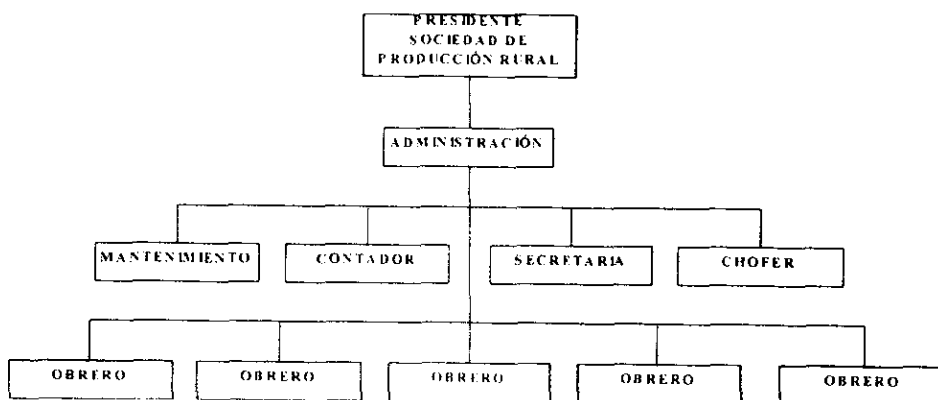 PRESIDENTE
SOCIEDAD DE
PRODUCCIÓN RURAL
ADMINISTRACIÓN
MANTENIMIENTO
CONTADOR
SECRETARIA
CHOFER
OBRERO
OBRERO
OBRERO
OBRERO
OBRERO